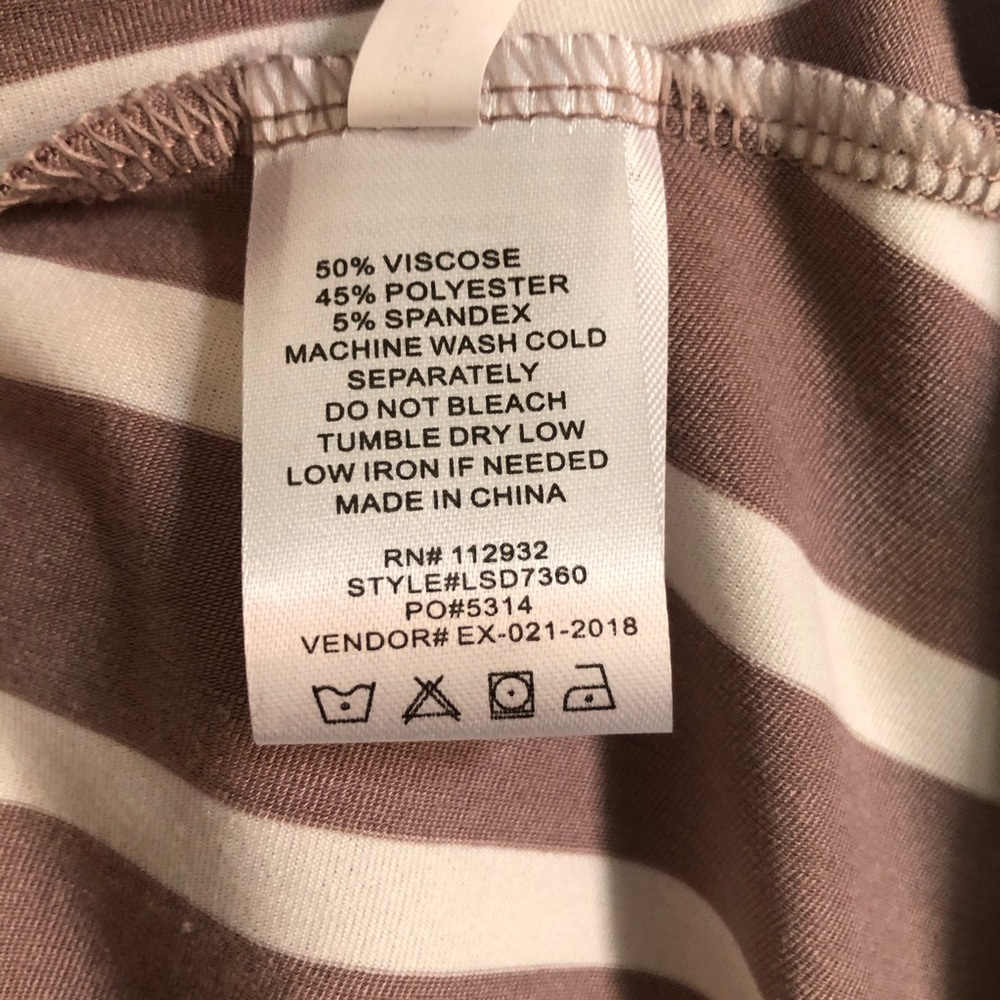 50% VISCOSE
45% POLYESTER
5% SPANDEX
MACHINE WASH COLD
SEPARATELY
DO NOT BLEACH
TUMBLE DRY LOW
LOW IRON IF NEEDED
MADE IN CHINA
RN# 112932
STYLE#LSD7360
PO#5314
VENDOR# EX-021-2018